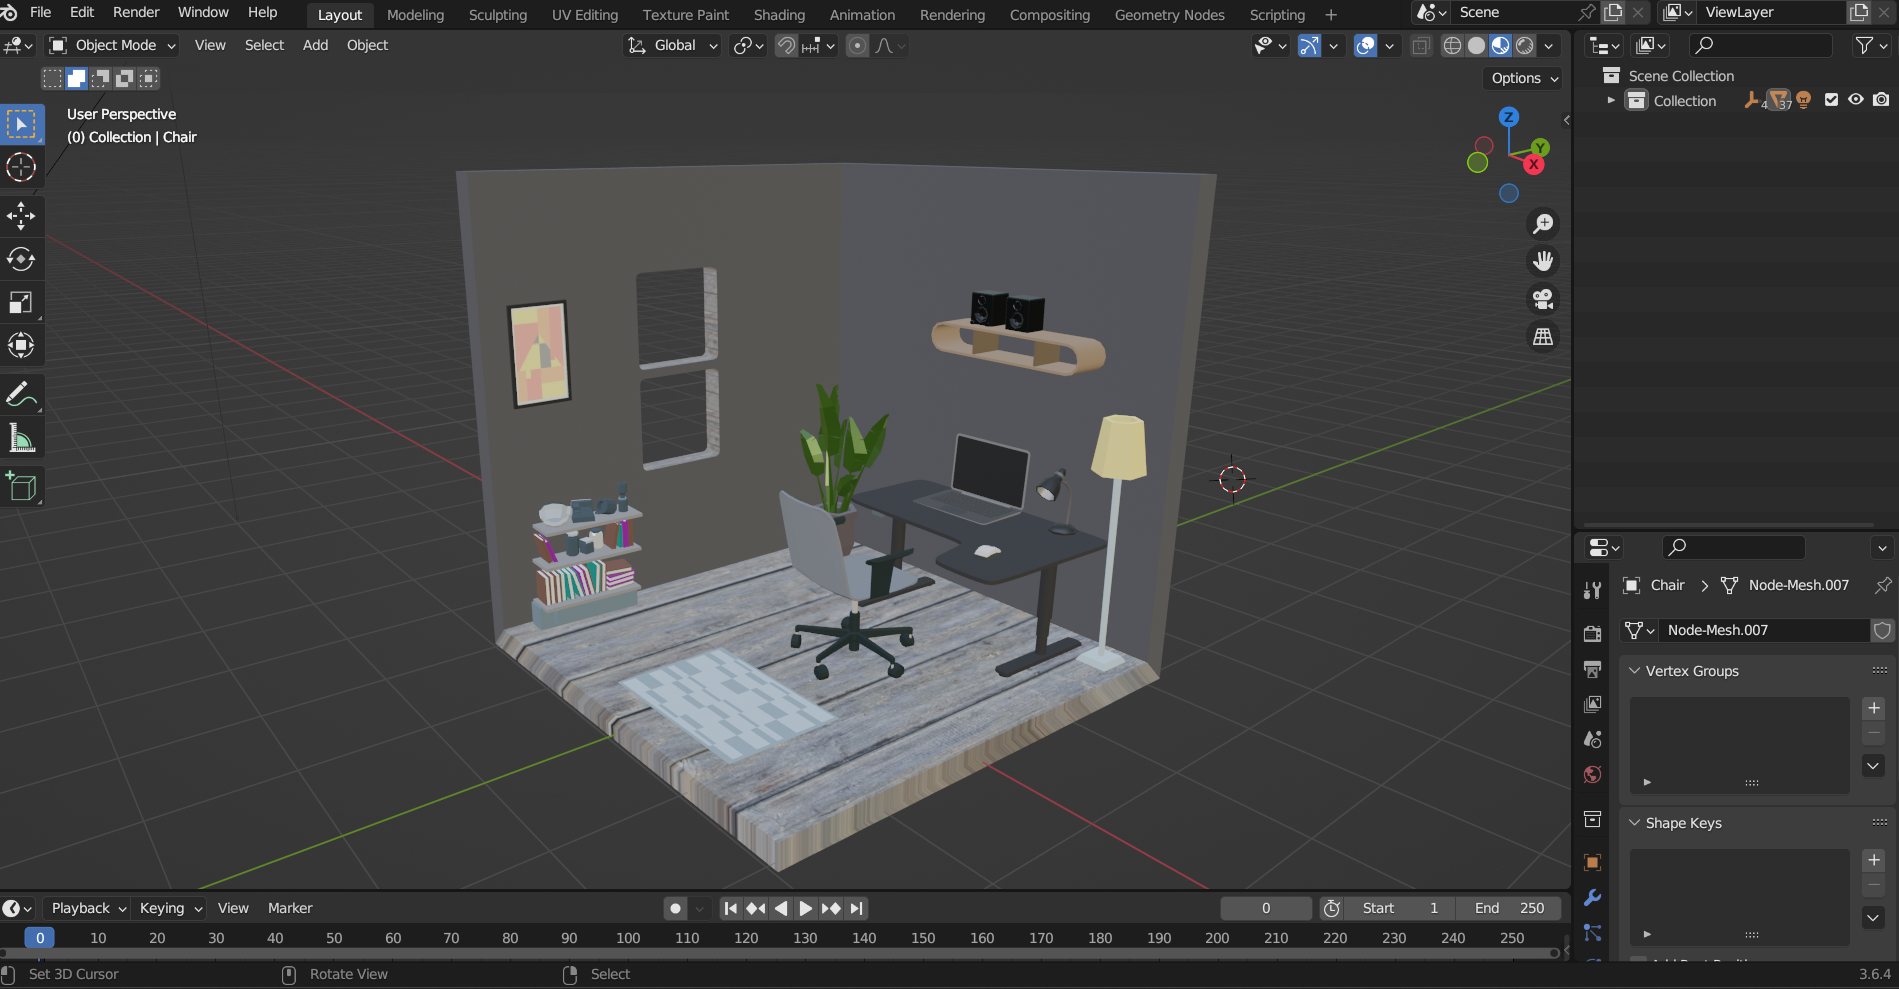 File Edit Render Window Help Layout Modeling Sculpting UV Editing Texture Paint Shading Animation Rendering Compositing Geometry Nodes Scripting + Scene ViewLayer
Object Mode View Select Add Object Global
Options
User Perspective
(0) Collection | Chair
Z
Y
X
Scene Collection
Collection 4 37
Chair > Node-Mesh.007
Node-Mesh.007
Vertex Groups
Shape Keys
Playback Keying View Marker 0 Start 1 End 250
0 10 20 30 40 50 60 70 80 90 100 110 120 130 140 150 160 170 180 190 200 210 220 230 240 250
Set 3D Cursor Rotate View Select 3.6.4